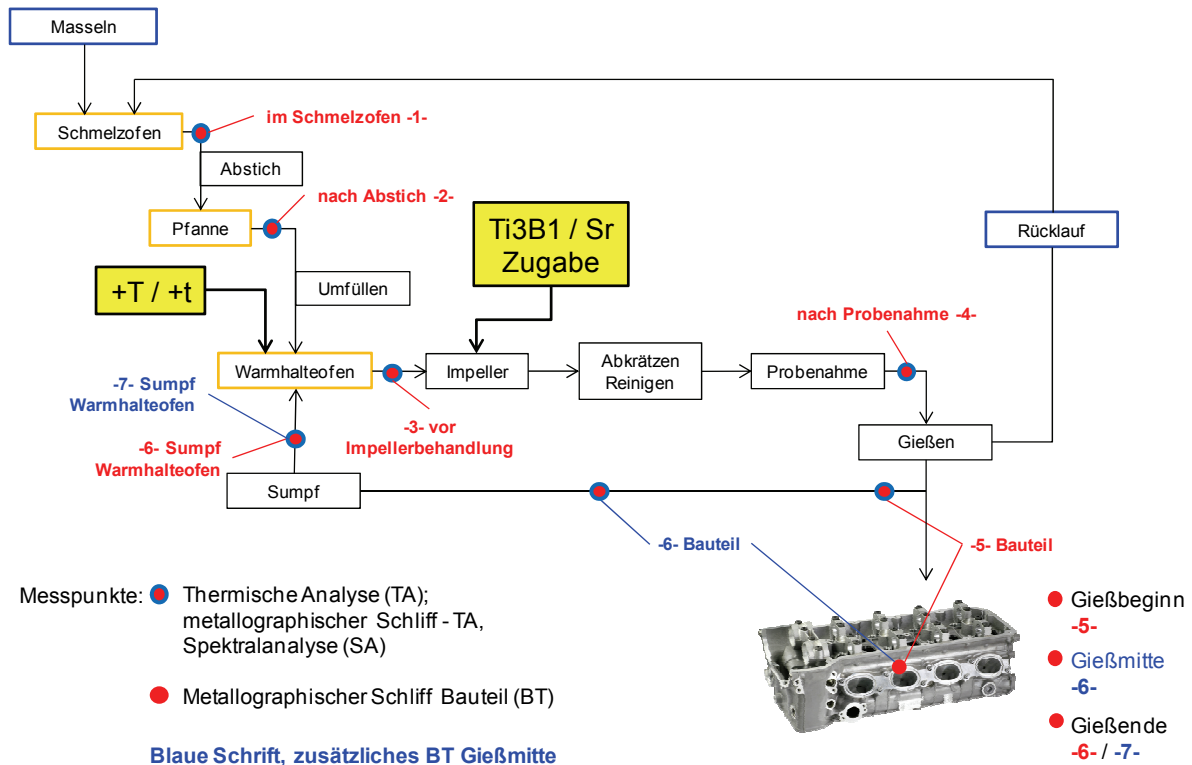 Masseln
Schmelzofen
im Schmelzofen -1-
Abstich
nach Abstich -2-
Pfanne
Ti3B1 / Sr
Zugabe
Rücklauf
+T / +t
Umfüllen
nach Probenahme -4-
Warmhalteofen
Impeller
Abkrätzen
Reinigen
Probenahme
-7- Sumpf
Warmhalteofen
-3- vor
Impellerbehandlung
-6- Sumpf
Warmhalteofen
Gießen
Sumpf
-6- Bauteil
-5- Bauteil
Messpunkte:
Thermische Analyse (TA);
metallographischer Schliff - TA,
Spektralanalyse (SA)
Metallographischer Schliff Bauteil (BT)
Blaue Schrift, zusätzliches BT Gießmitte
Gießbeginn
-5-
Gießmitte
-6-
Gießende
-6- / -7-